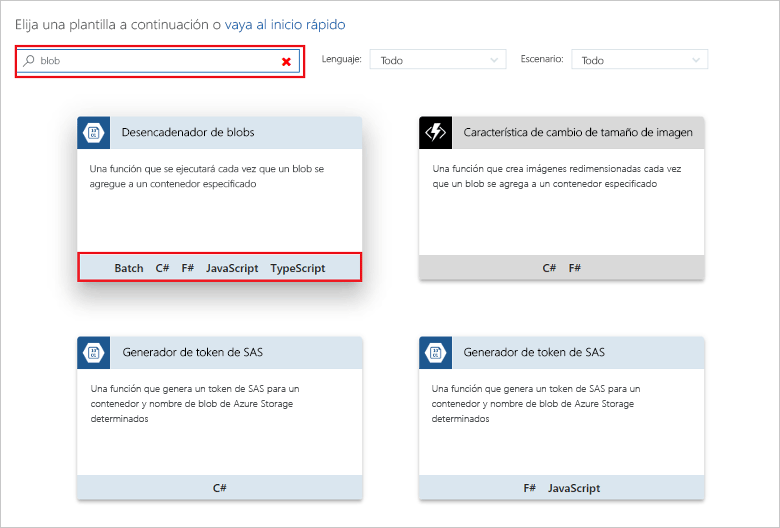 Elija una plantilla a continuación o vaya al inicio rápido
blob
Lenguaje: Todo
Escenario: Todo
Desencadenador de blobs
Una función que se ejecutará cada vez que un blob se
agregue a un contenedor especificado
Batch C# F# JavaScript TypeScript
Característica de cambio de tamaño de imagen
Una función que crea imágenes redimensionadas cada vez
que un blob se agrega a un contenedor especificado
C# F#
Generador de token de SAS
Una función que genera un token de SAS para un
contenedor y nombre de blob de Azure Storage
determinados
C#
Generador de token de SAS
Una función que genera un token de SAS para un
contenedor y nombre de blob de Azure Storage
determinados
F# JavaScript